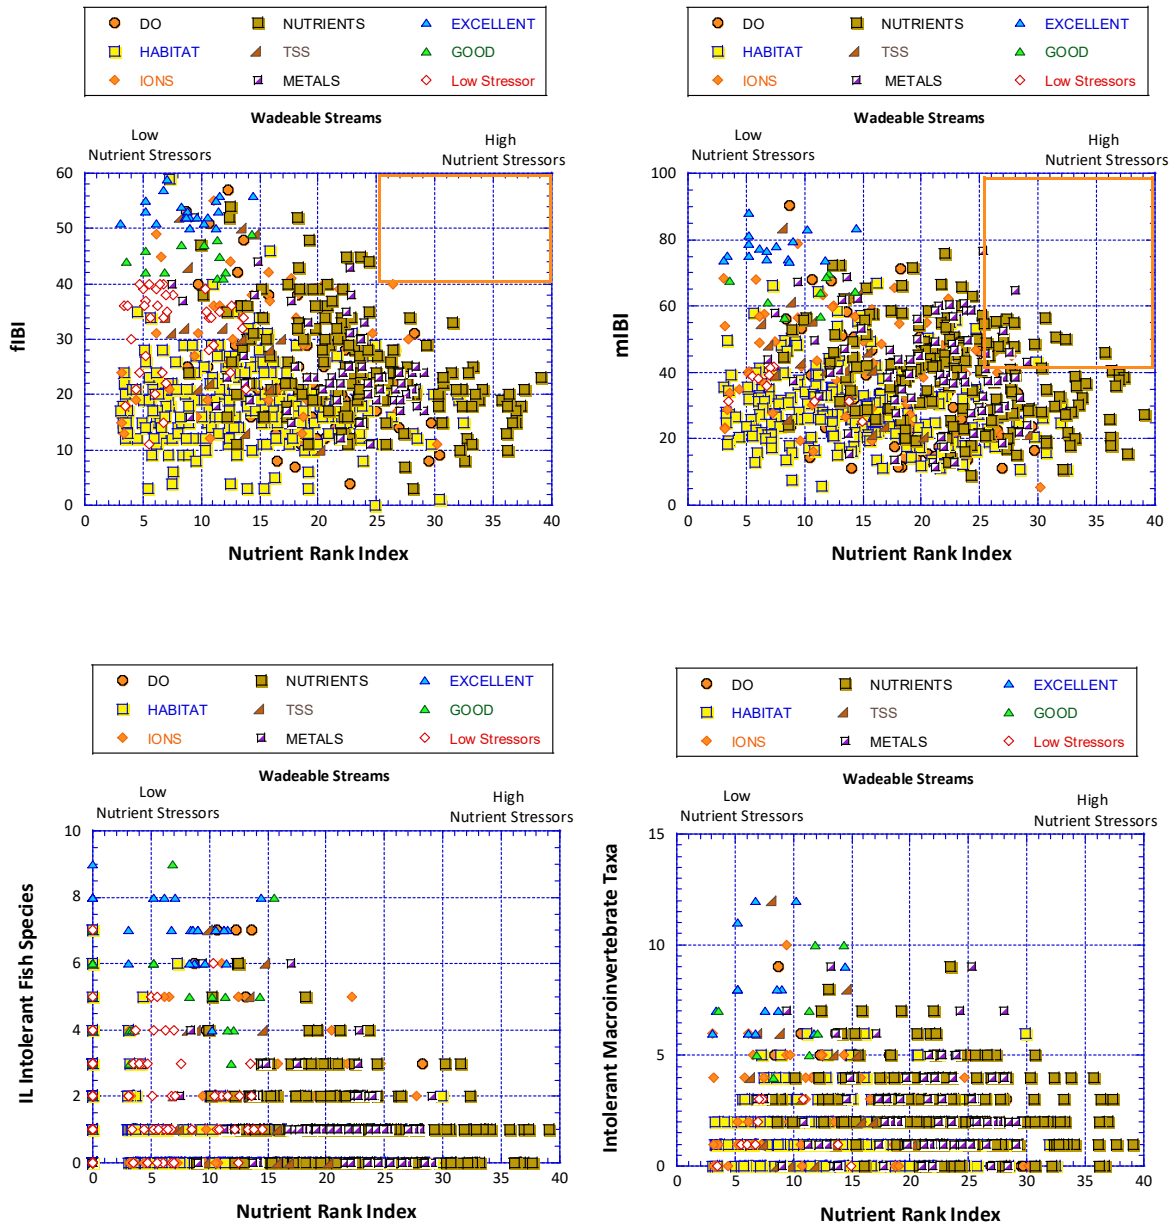 DO NUTRIENTS EXCELLENT
HABITAT TSS GOOD
IONS METALS Low Stressor
Wadeable Streams
Low
Nutrient Stressors
High
Nutrient Stressors
fIBI
60
50
40
30
20
10
0
0 5 10 15 20 25 30 35 40
Nutrient Rank Index
DO NUTRIENTS EXCELLENT
HABITAT TSS GOOD
IONS METALS Low Stressors
Wadeable Streams
Low
Nutrient Stressors
High
Nutrient Stressors
mIBI
100
80
60
40
20
0
0 5 10 15 20 25 30 35 40
Nutrient Rank Index
DO NUTRIENTS EXCELLENT
HABITAT TSS GOOD
IONS METALS Low Stressors
Wadeable Streams
Low
Nutrient Stressors
High
Nutrient Stressors
IL Intolerant Fish Species
10
8
6
4
2
0
0 5 10 15 20 25 30 35 40
Nutrient Rank Index
DO NUTRIENTS EXCELLENT
HABITAT TSS GOOD
IONS METALS Low Stressors
Wadeable Streams
Low
Nutrient Stressors
High
Nutrient Stressors
Intolerant Macroinvertebrate Taxa
15
10
5
0
0 5 10 15 20 25 30 35 40
Nutrient Rank Index